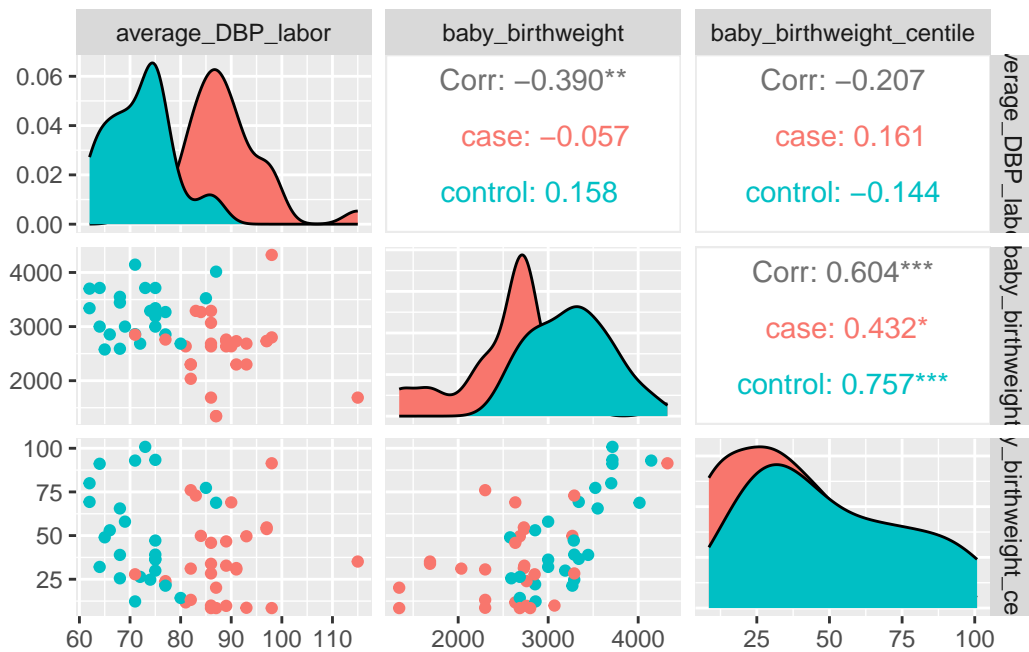 average_DBP_labor baby_birthweight baby_birthweight_centile
0.06
0.04
0.02
0.00
Corr: −0.390**
case: −0.057
control: 0.158
Corr: −0.207
case: 0.161
control: −0.144
verage_DBP_labo
4000
3000
2000
Corr: 0.604***
case: 0.432*
control: 0.757***
baby_birthweight
100
75
50
25
y_birthweight_ce
60 70 80 90 100 110
2000 3000 4000
25 50 75 100